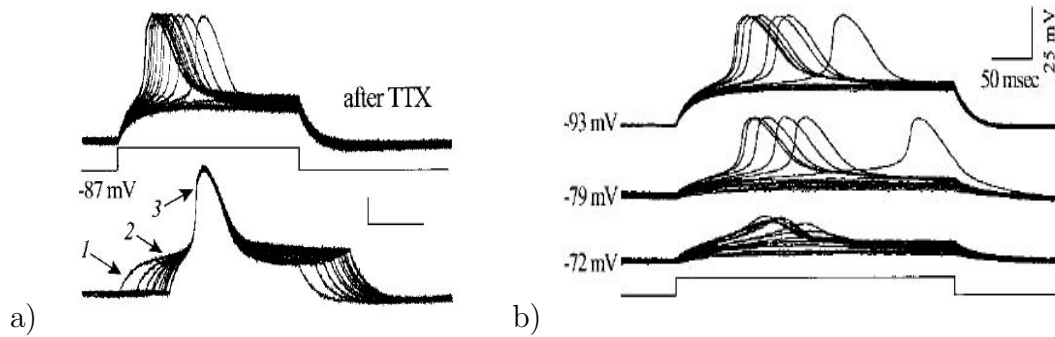 after TTX
-87 mV
3
2
1
a)
25 mV
50 msec
-93 mV
-79 mV
-72 mV
b)